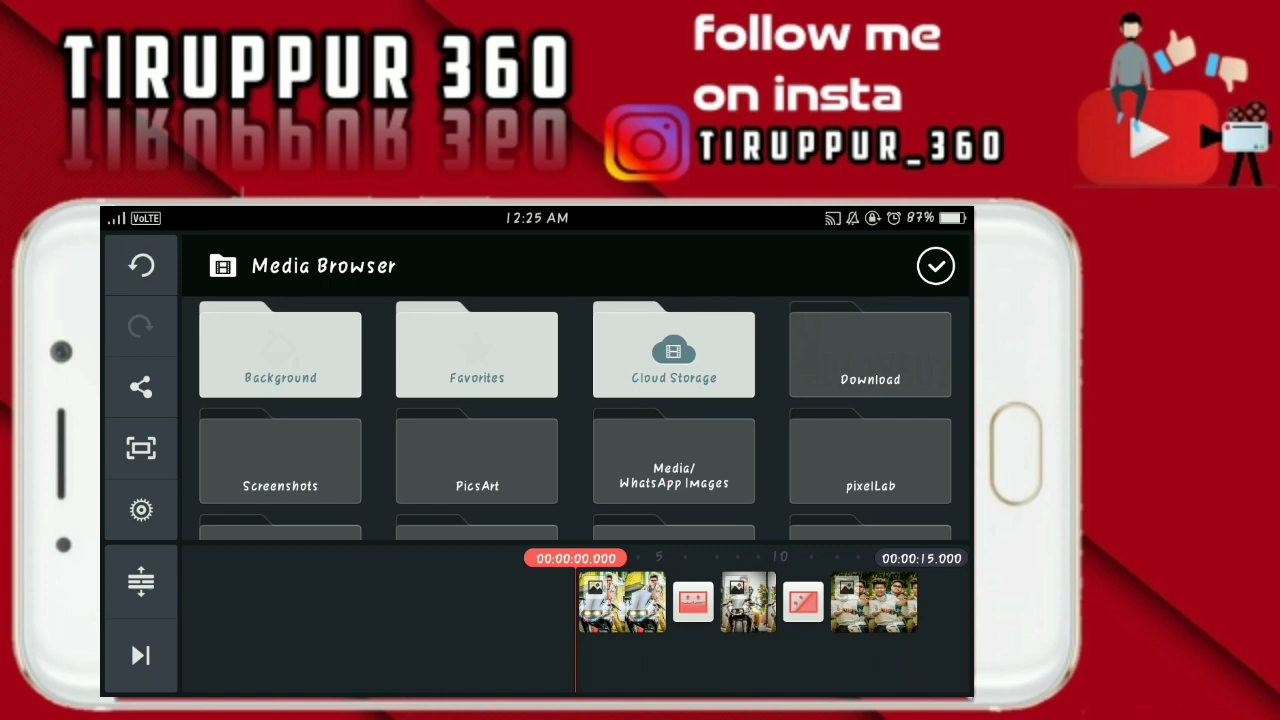 TIRUPPUR 360
follow me
on insta
TIRUPPUR_360
VoLTE
12:25 AM
87%
Media Browser
Background
Favorites
Cloud Storage
Download
Screenshots
PicsArt
Media/
WhatsApp Images
pixelLab
00:00:00.000
5
10
00:00:15.000